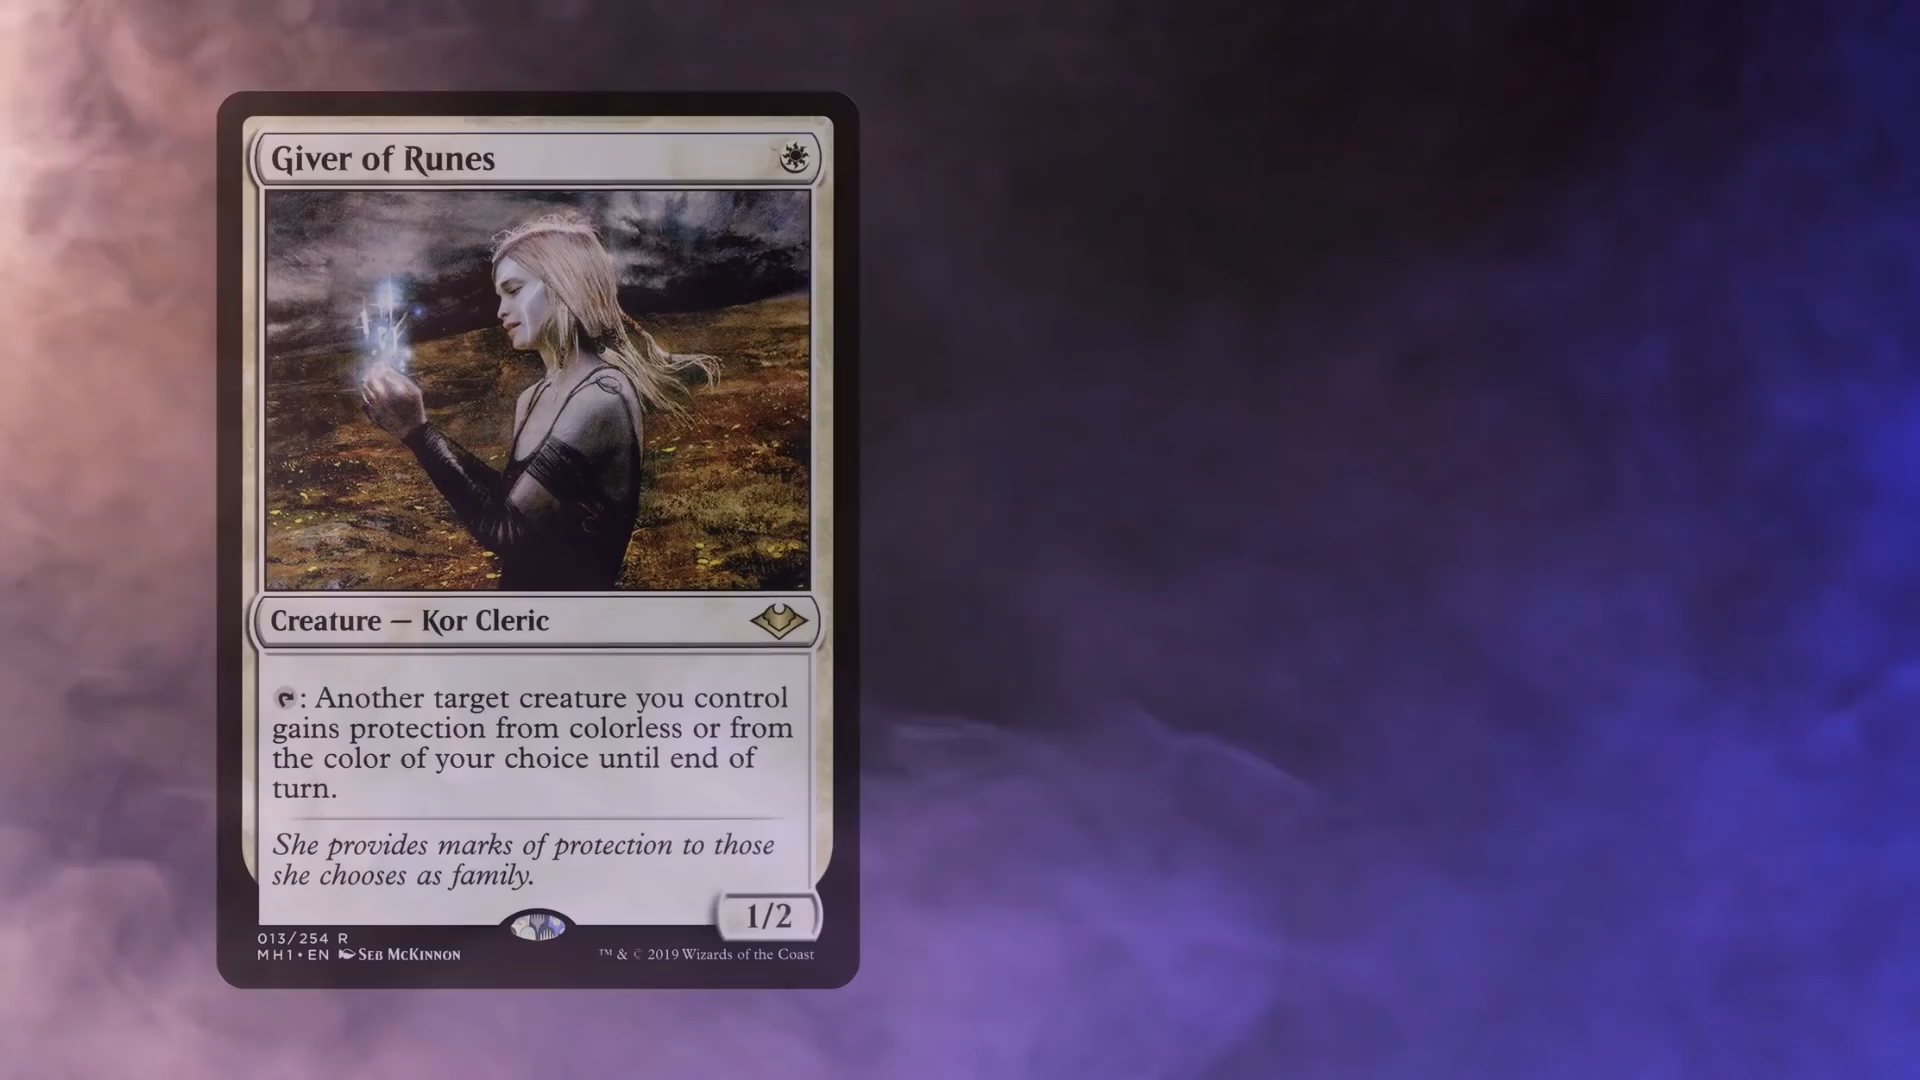 Giver of Runes
Creature — Kor Cleric
: Another target creature you control
gains protection from colorless or from
the color of your choice until end of
turn.
She provides marks of protection to those
she chooses as family.
1/2
013/254 R
MH1•EN SEB MCKINNON
™ & © 2019 Wizards of the Coast